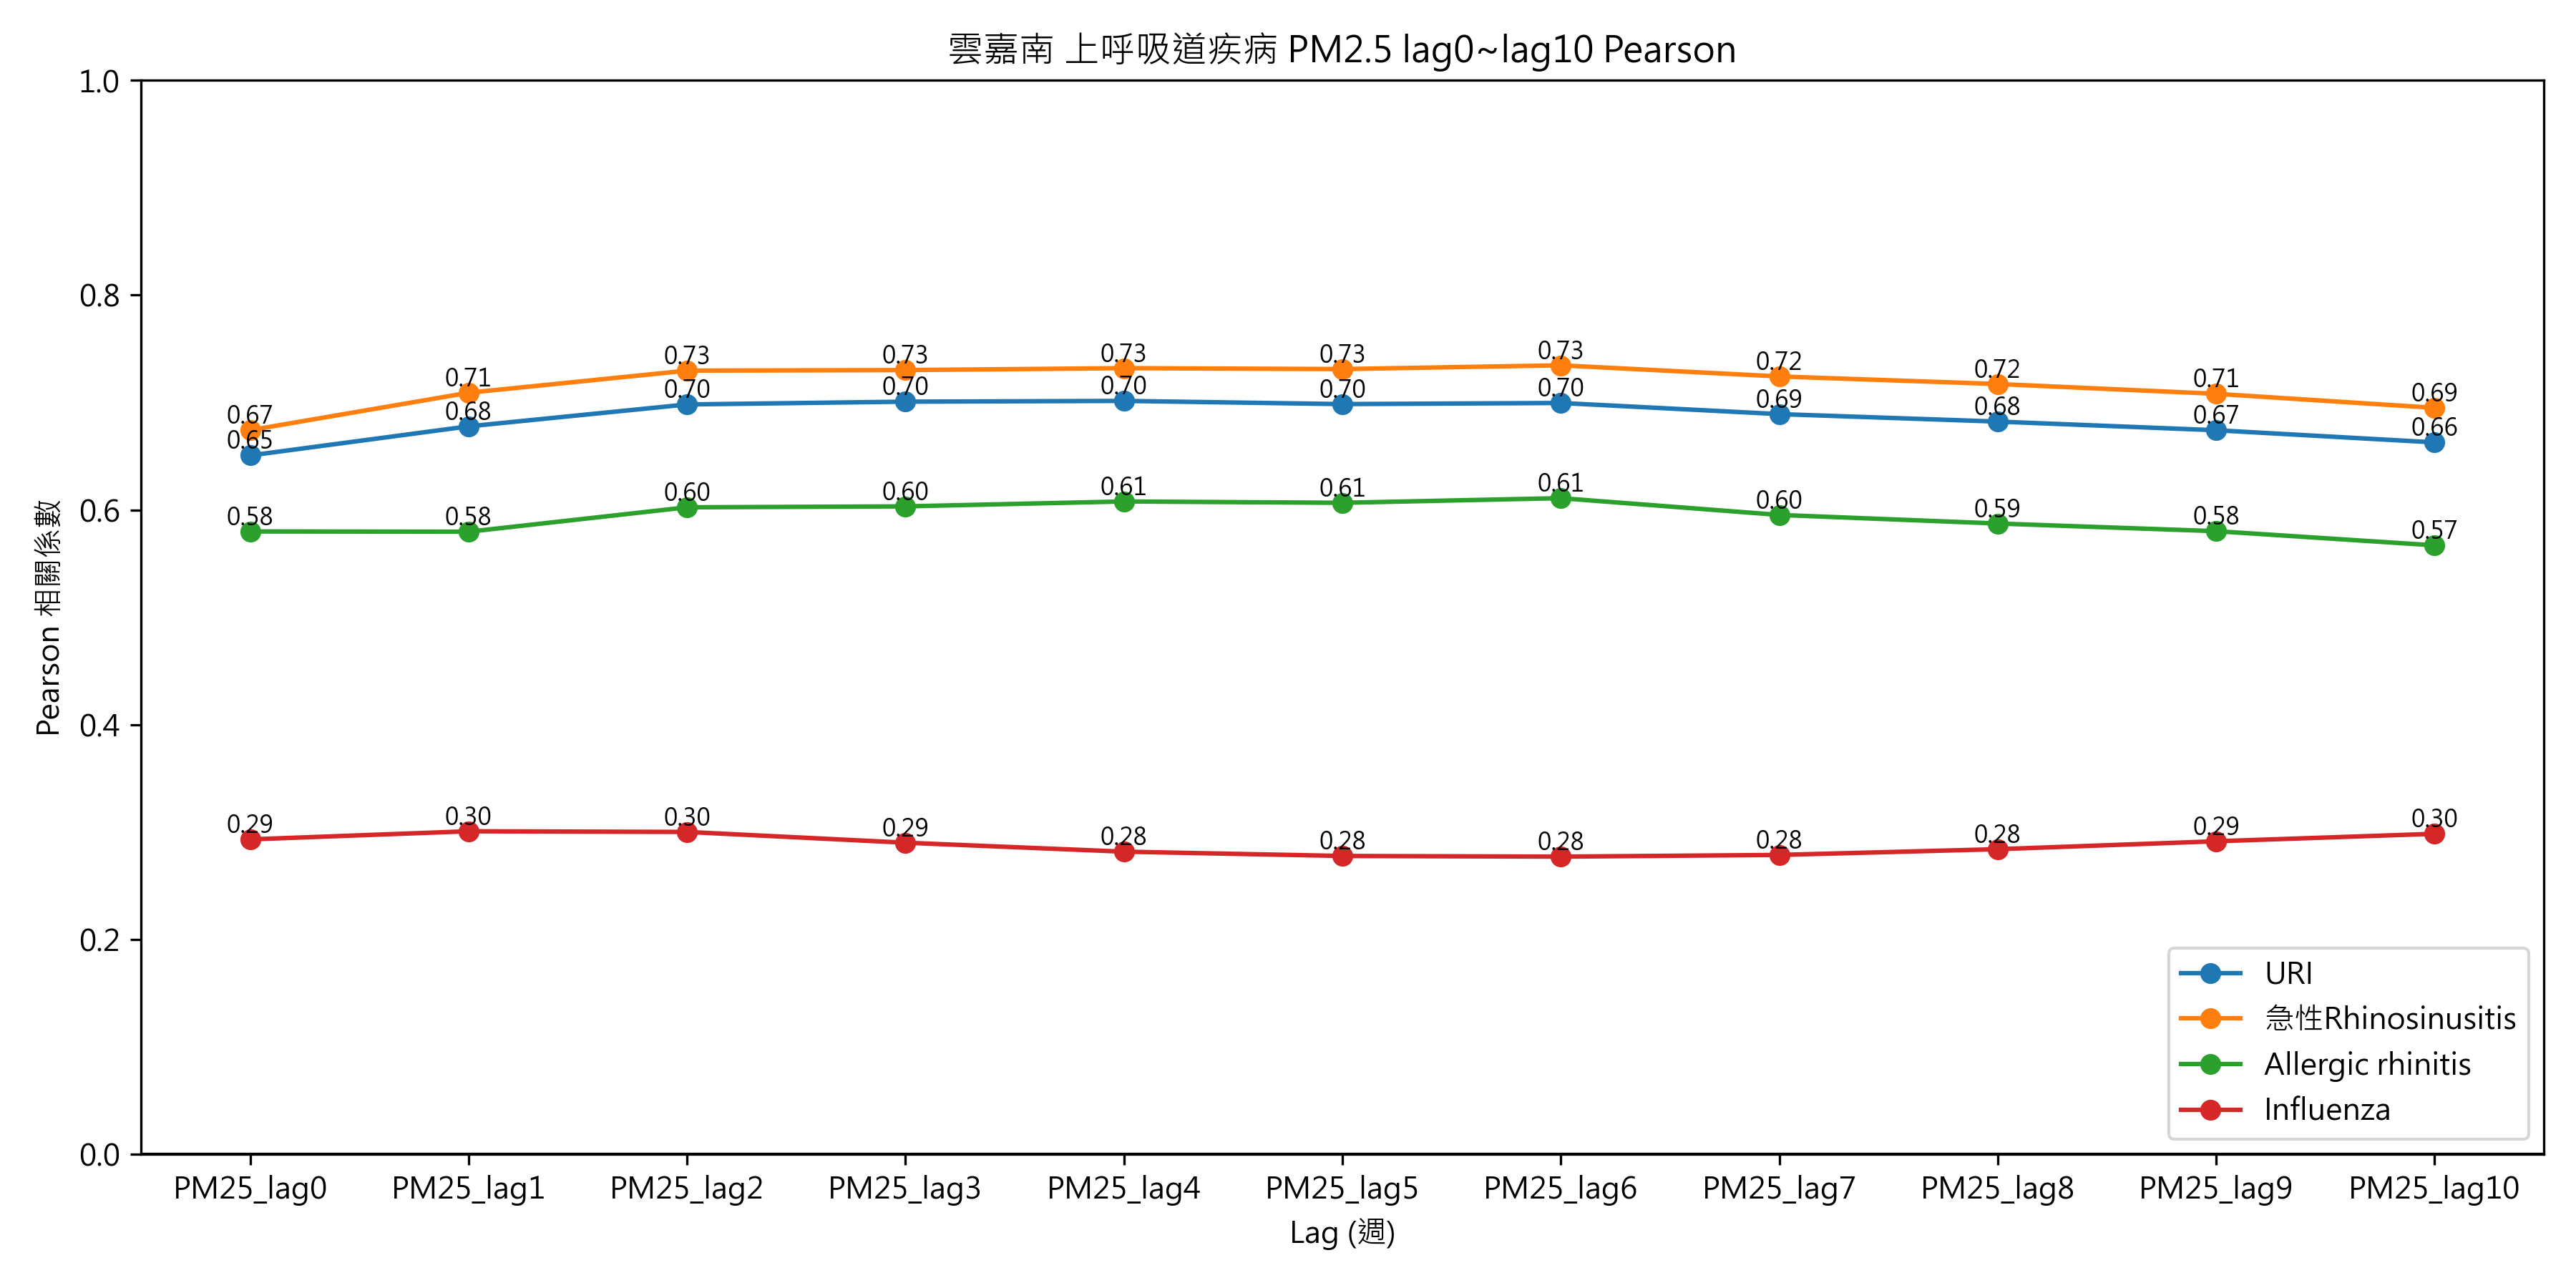 雲嘉南 上呼吸道疾病 PM2.5 lag0~lag10 Pearson
Pearson 相關係數
1.0
0.8
0.6
0.4
0.2
0.0
0.67 0.71 0.73 0.73 0.73 0.73 0.73 0.72 0.72 0.71 0.69
0.65 0.68 0.70 0.70 0.70 0.70 0.70 0.69 0.68 0.67 0.66
0.58 0.58 0.60 0.60 0.61 0.61 0.61 0.60 0.59 0.58 0.57
0.29 0.30 0.30 0.29 0.28 0.28 0.28 0.28 0.28 0.29 0.30
URI
急性Rhinosinusitis
Allergic rhinitis
Influenza
PM25_lag0 PM25_lag1 PM25_lag2 PM25_lag3 PM25_lag4 PM25_lag5 PM25_lag6 PM25_lag7 PM25_lag8 PM25_lag9 PM25_lag10
Lag (週)